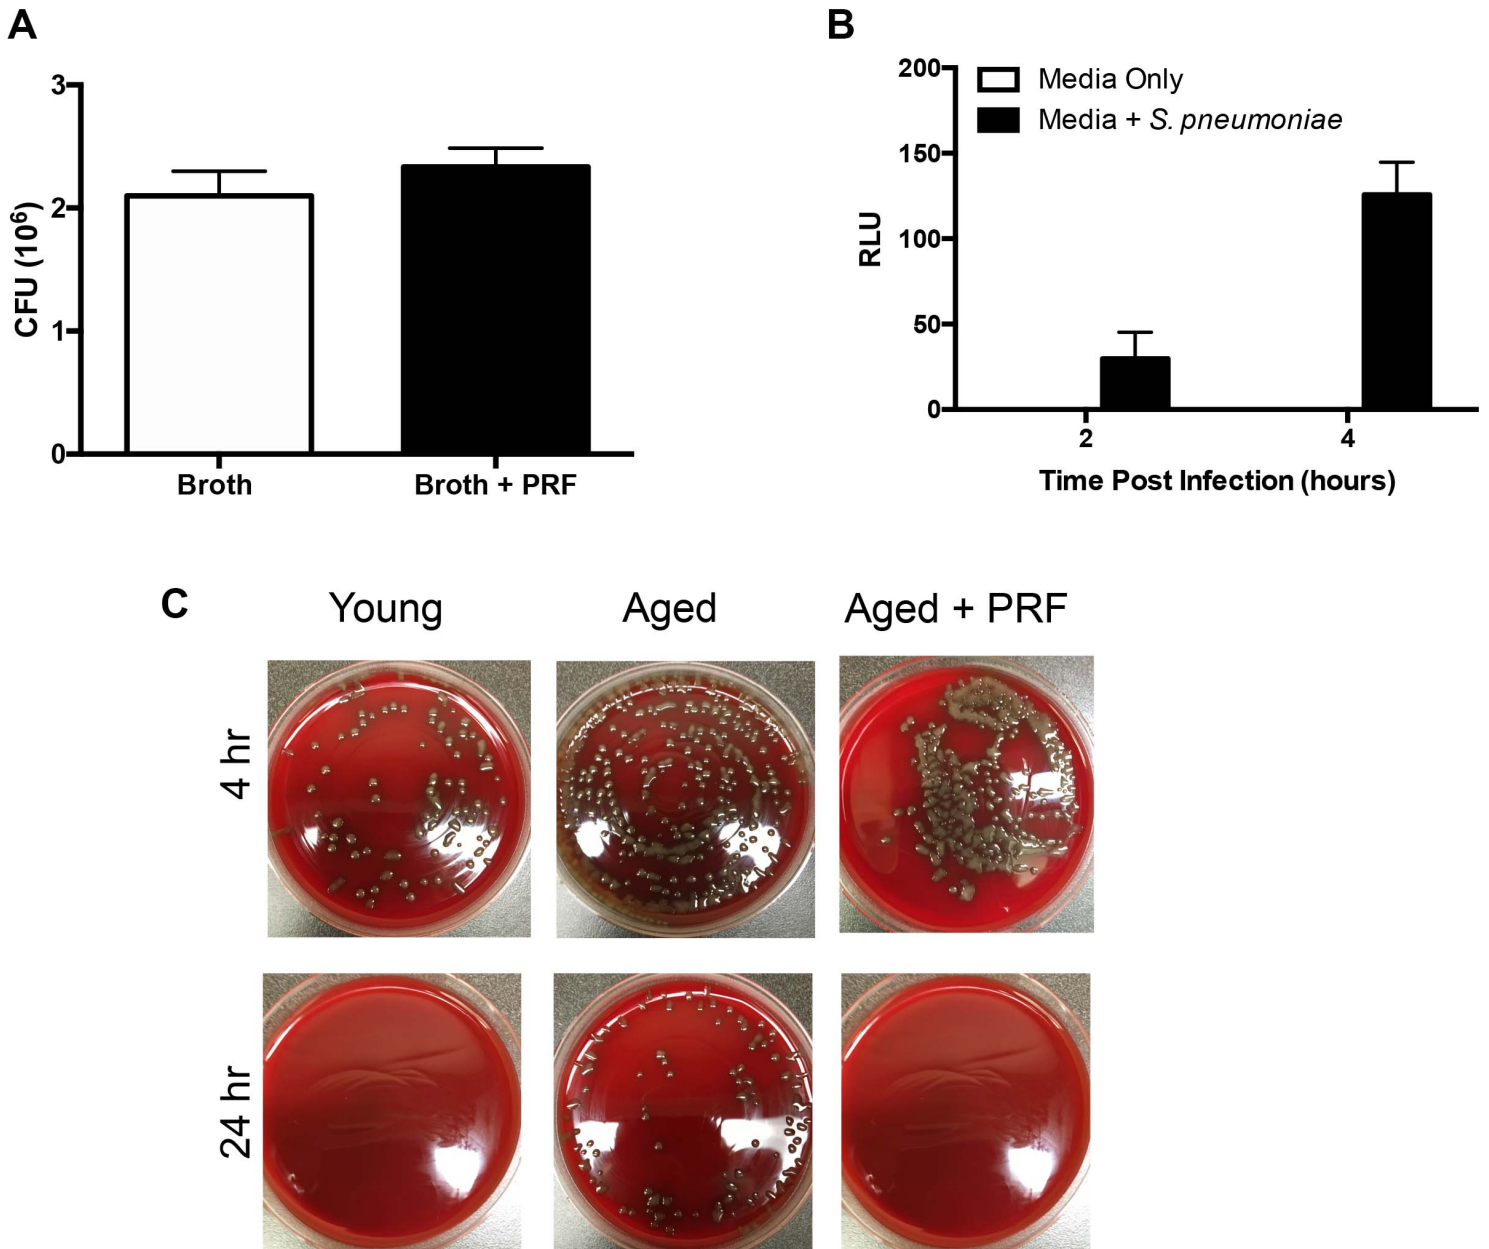 A
3
2
1
0
CFU (10⁶)
Broth
Broth + PRF
B
200
150
100
50
0
RLU
Media Only
Media + S. pneumoniae
2
4
Time Post Infection (hours)
C
Young
Aged
Aged + PRF
4 hr
24 hr